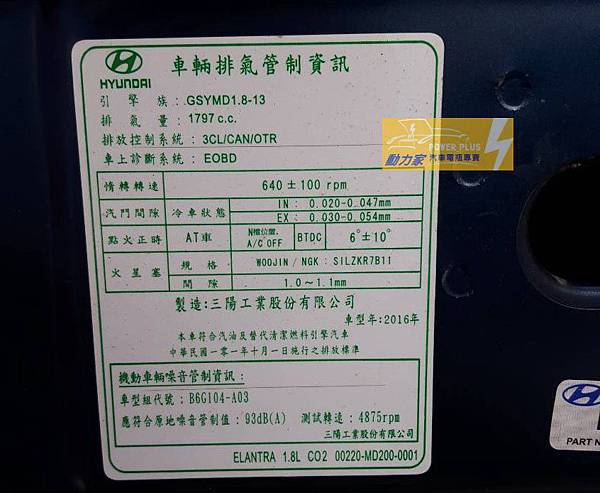 HYUNDAI
車輛排氣管制資訊
引擎族：GSYMD1.8-13
排氣量：1797 c.c.
排放控制系統：3CL/CAN/OTR
車上診斷系統：EOBD
POWER PLUS
動力家 汽車電瓶專賣
惰轉轉速 640 ± 100 rpm
汽門間隙 冷車狀態 IN : 0.020-0.047mm
EX : 0.030-0.054mm
點火正時 AT車 N檔位置. A/C OFF BTDC 6°±10°
火星塞 規格 WOOJIN / NGK : SILZKR7B11
間隙 1.0～1.1mm
製造：三陽工業股份有限公司
車型年：2016年
本車符合汽油及替代清潔燃料引擎汽車
中華民國一０一年十月一日施行之排放標準
機動車輛噪音管制資訊：
車型組代號：B6G104-A03
應符合原地噪音管制值：93dB(A) 測試轉速：4875rpm
三陽工業股份有限公司
ELANTRA 1.8L CO2 00220-MD200-0001
PART N